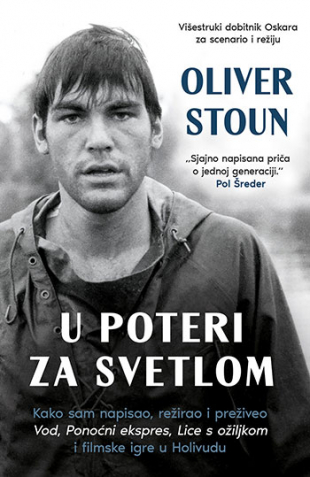 Višestruki dobitnik Oskara
za scenario i režiju
OLIVER
STOUN
„Sjajno napisana priča
o jednoj generaciji.“
Pol Šreder
U POTERI
ZA SVETLOM
Kako sam napisao, režirao i preživeo
Vod, Ponoćni ekspres, Lice s ožiljkom
i filmske igre u Holivudu